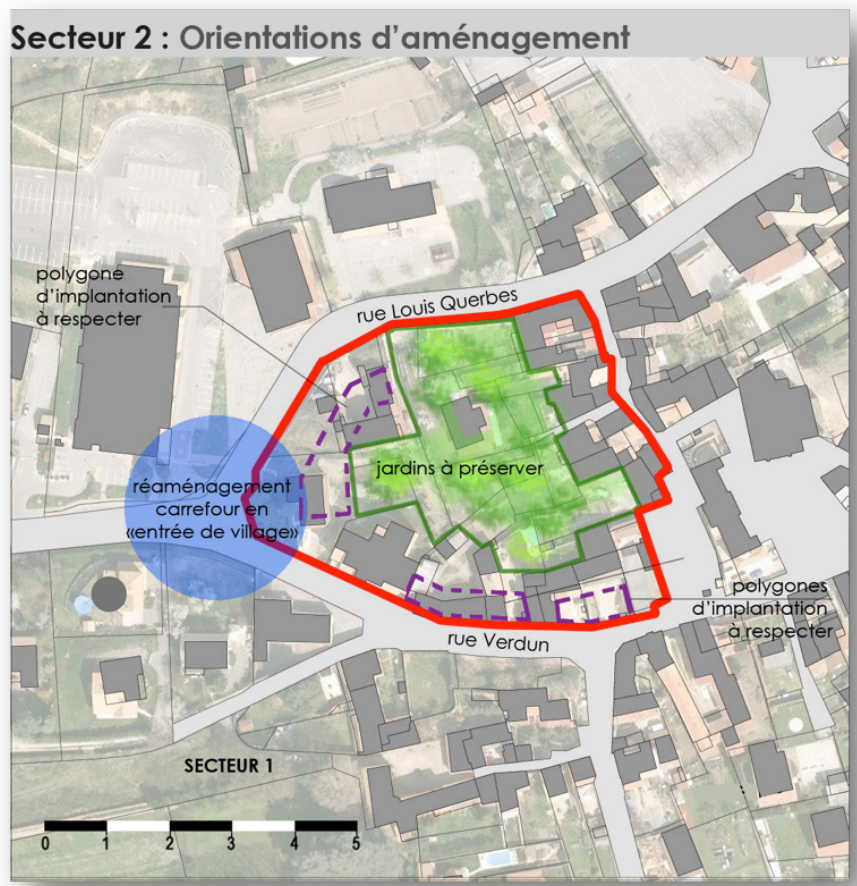 Secteur 2 : Orientations d'aménagement
polygone
d'implantation
à respecter
rue Louis Querbes
jardins à préserver
réaménagement
carrefour en
«entrée de village»
polygones
d'implantation
à respecter
rue Verdun
SECTEUR 1
0 1 2 3 4 5